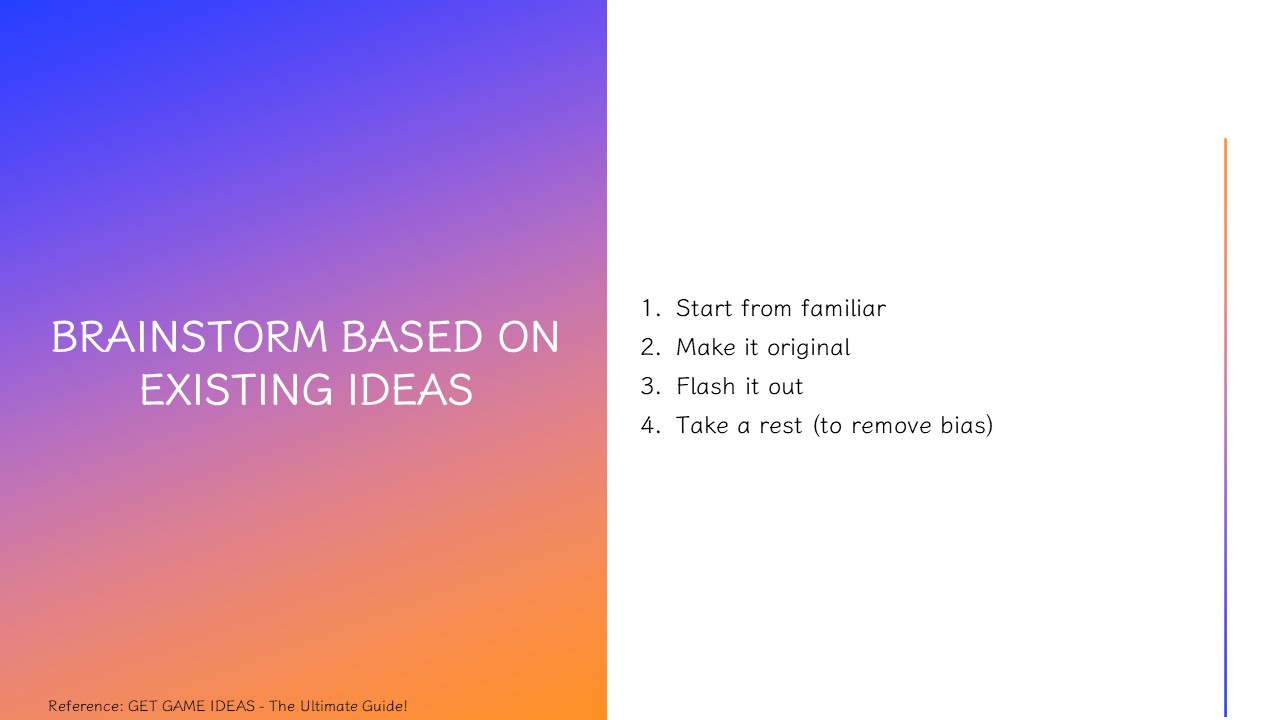 BRAINSTORM BASED ON
EXISTING IDEAS
1. Start from familiar
2. Make it original
3. Flash it out
4. Take a rest (to remove bias)
Reference: GET GAME IDEAS - The Ultimate Guide!